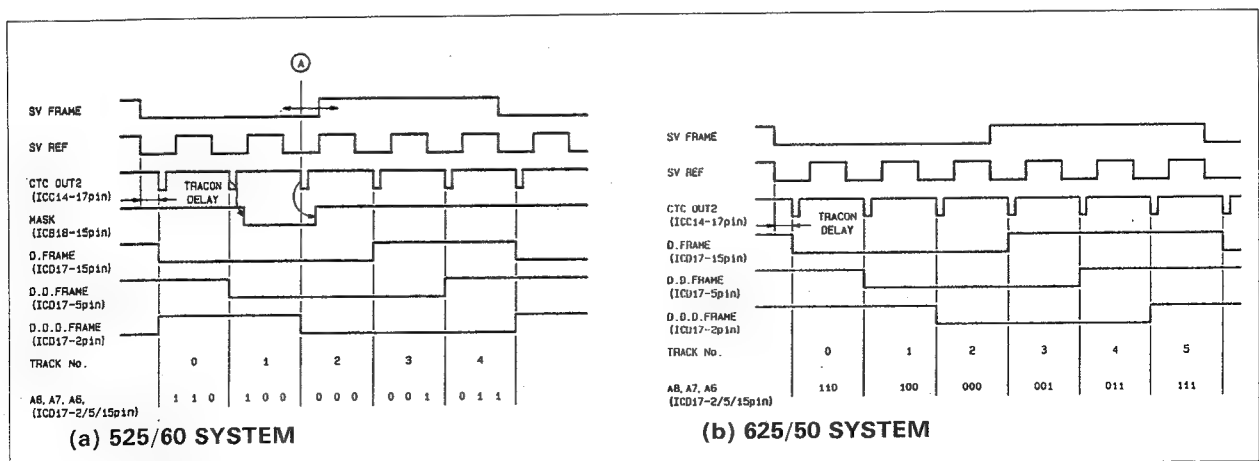 A
SV FRAME
SV REF
CTC OUT2
(ICC14-17pin)
TRACON
DELAY
MASK
(ICB18-15pin)
D.FRAME
(ICD17-15pin)
D.D.FRAME
(ICD17-5pin)
D.D.D.FRAME
(ICD17-2pin)
TRACK No. 0 1 2 3 4
A8, A7, A6, 1 1 0 1 0 0 0 0 0 0 0 1 0 1 1
(ICD17-2/5/15pin)
(a) 525/60 SYSTEM
SV FRAME
SV REF
CTC OUT2
(ICC14-17pin)
TRACON
DELAY
D.FRAME
(ICD17-15pin)
D.D.FRAME
(ICD17-5pin)
D.D.D.FRAME
(ICD17-2pin)
TRACK No. 0 1 2 3 4 5
A8, A7, A6 110 100 000 001 011 111
(ICD17-2/5/15pin)
(b) 625/50 SYSTEM